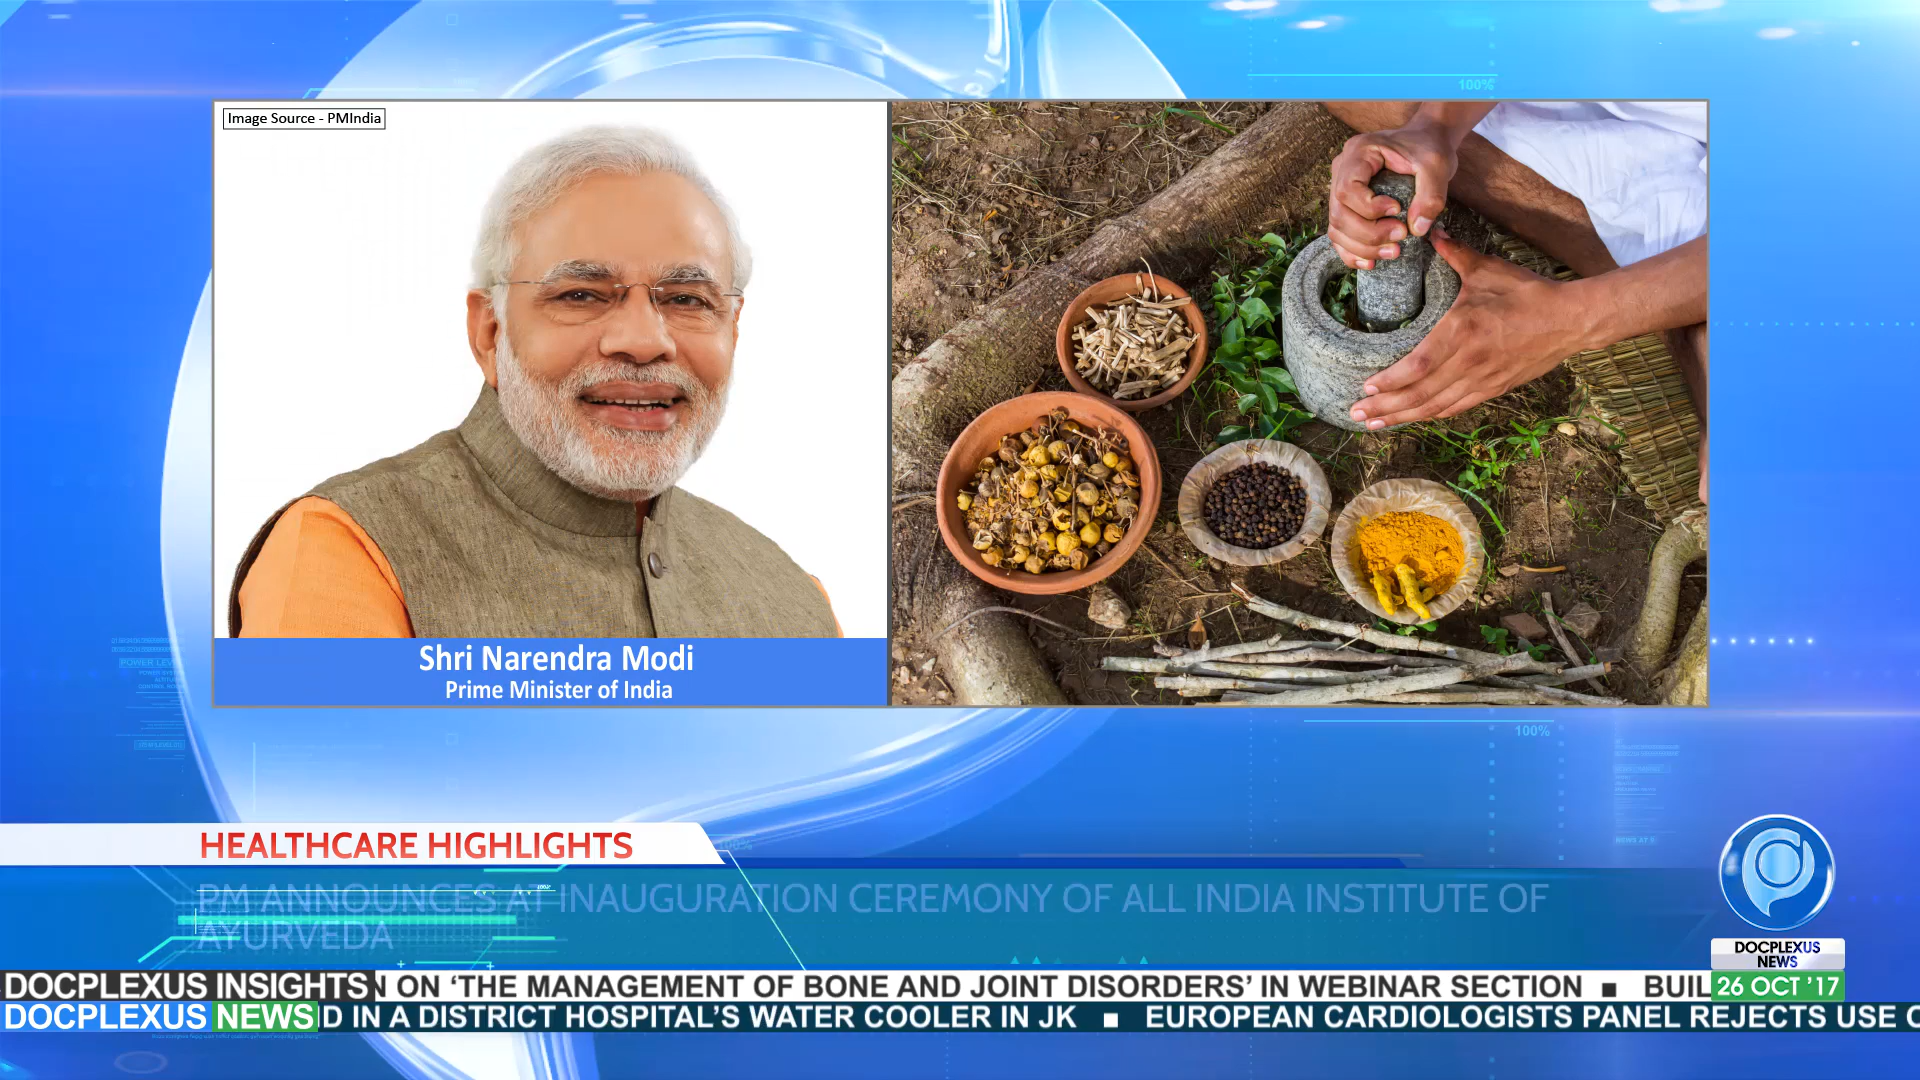 100%
Image Source - PMIndia
Shri Narendra Modi
Prime Minister of India
100%
HEALTHCARE HIGHLIGHTS
PM ANNOUNCES AT INAUGURATION CEREMONY OF ALL INDIA INSTITUTE OF
AYURVEDA
DOCPLEXUS
NEWS
DOCPLEXUS INSIGHTS N ON ‘THE MANAGEMENT OF BONE AND JOINT DISORDERS’ IN WEBINAR SECTION ■ BUIL 26 OCT ’17
DOCPLEXUS NEWS D IN A DISTRICT HOSPITAL’S WATER COOLER IN JK ■ EUROPEAN CARDIOLOGISTS PANEL REJECTS USE